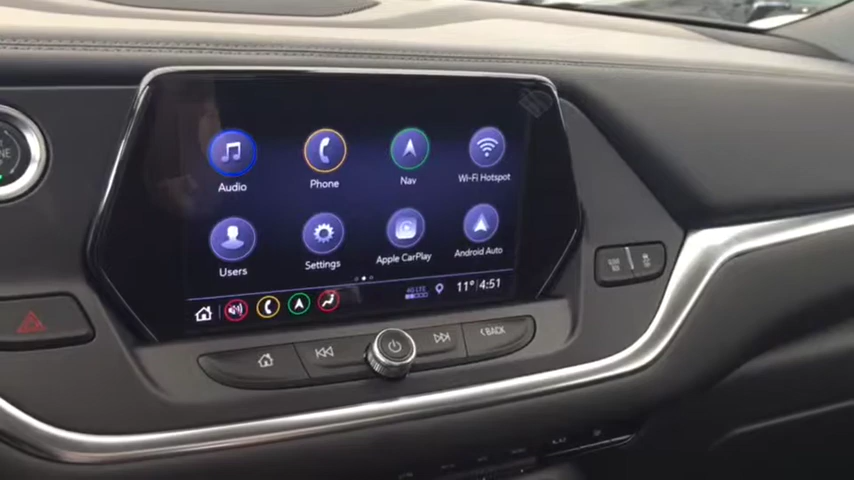 Audio
Phone
Nav
Wi-Fi Hotspot
Users
Settings
Apple CarPlay
Android Auto
4G LTE
11° 4:51
BACK